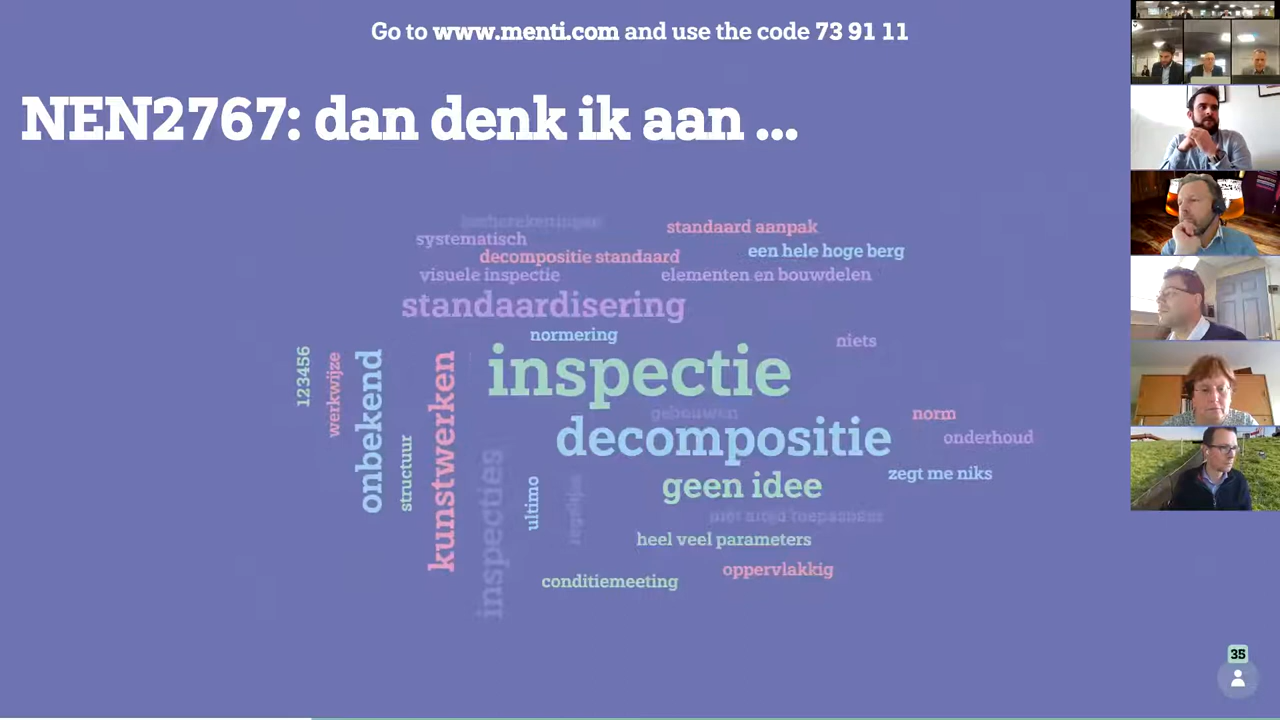 Go to www.menti.com and use the code 73 91 11
NEN2767: dan denk ik aan ...
standaard aanpak
systematisch
een hele hoge berg
decompositie standaard
visuele inspectie
elementen en bouwdelen
standaardisering
normering
niets
123456
werkwijze
onbekend
kunstwerken
inspectie
gebouwen
norm
decompositie
onderhoud
structuur
inspecties
ultimo
geen idee
zegt me niks
heel veel parameters
oppervlakkig
conditiemeeting
35